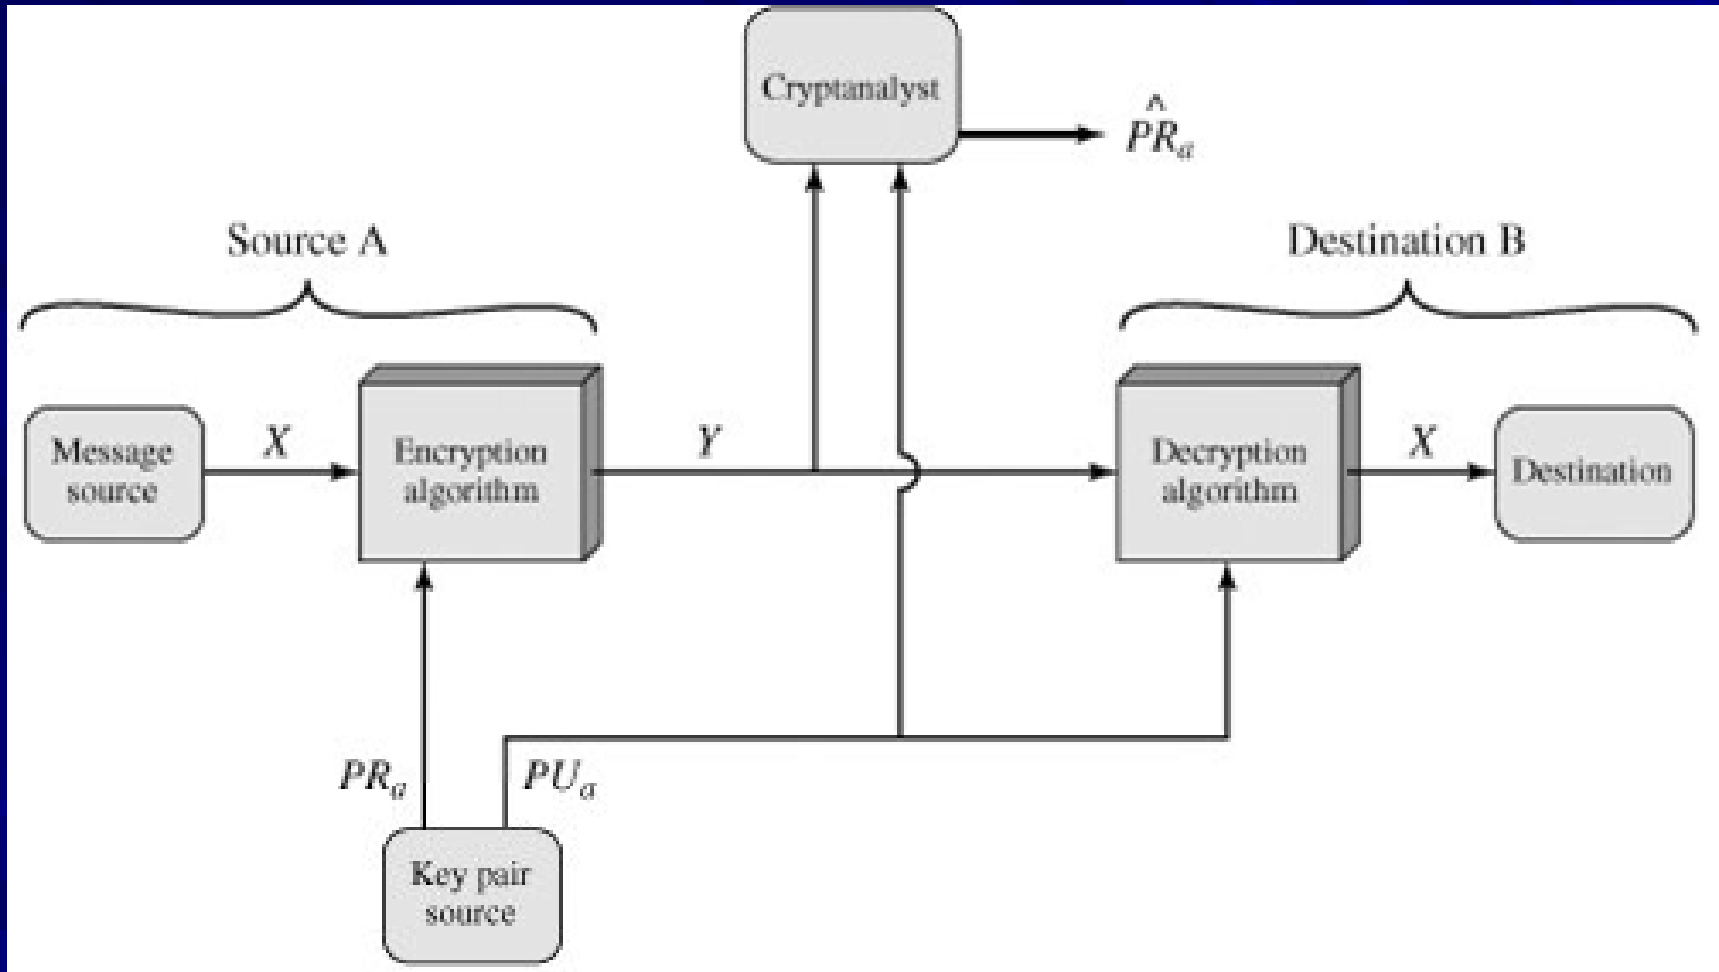 Cryptanalyst
P̂R_a
Source A
Destination B
Message
source
X
Encryption
algorithm
Y
Decryption
algorithm
X
Destination
PR_a
PU_a
Key pair
source